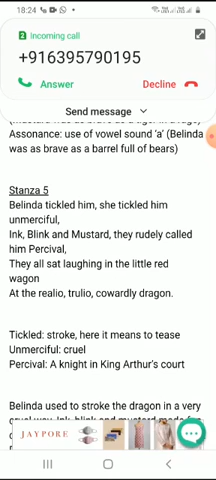 18:24
2 Incoming call
+916395790195
Answer
Decline
Send message
Assonance: use of vowel sound 'a' (Belinda
was as brave as a barrel full of bears)
Stanza 5
Belinda tickled him, she tickled him
unmerciful,
Ink, Blink and Mustard, they rudely called
him Percival,
They all sat laughing in the little red
wagon
At the realio, trulio, cowardly dragon.
Tickled: stroke, here it means to tease
Unmerciful: cruel
Percival: A knight in King Arthur's court
Belinda used to stroke the dragon in a very
JAYPORE